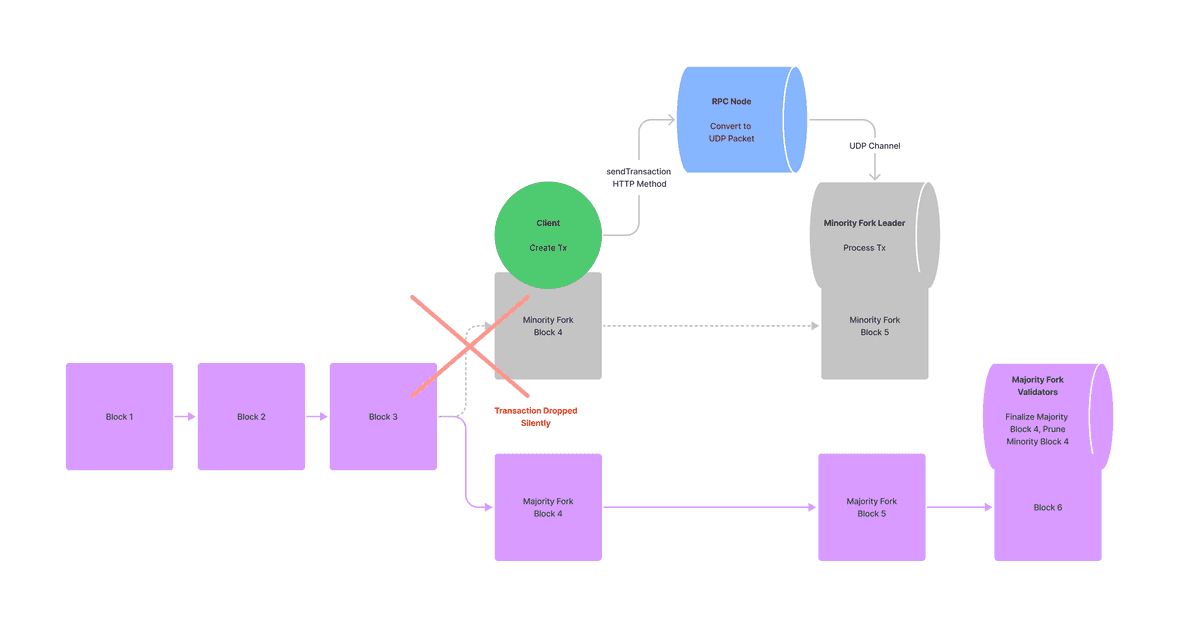 RPC Node
Convert to
UDP Packet
UDP Channel
sendTransaction
HTTP Method
Client
Create Tx
Minority Fork Leader
Process Tx
Minority Fork
Block 4
Minority Fork
Block 5
Block 1
Block 2
Block 3
Transaction Dropped
Silently
Majority Fork
Validators
Finalize Majority
Block 4, Prune
Minority Block 4
Majority Fork
Block 4
Majority Fork
Block 5
Block 6